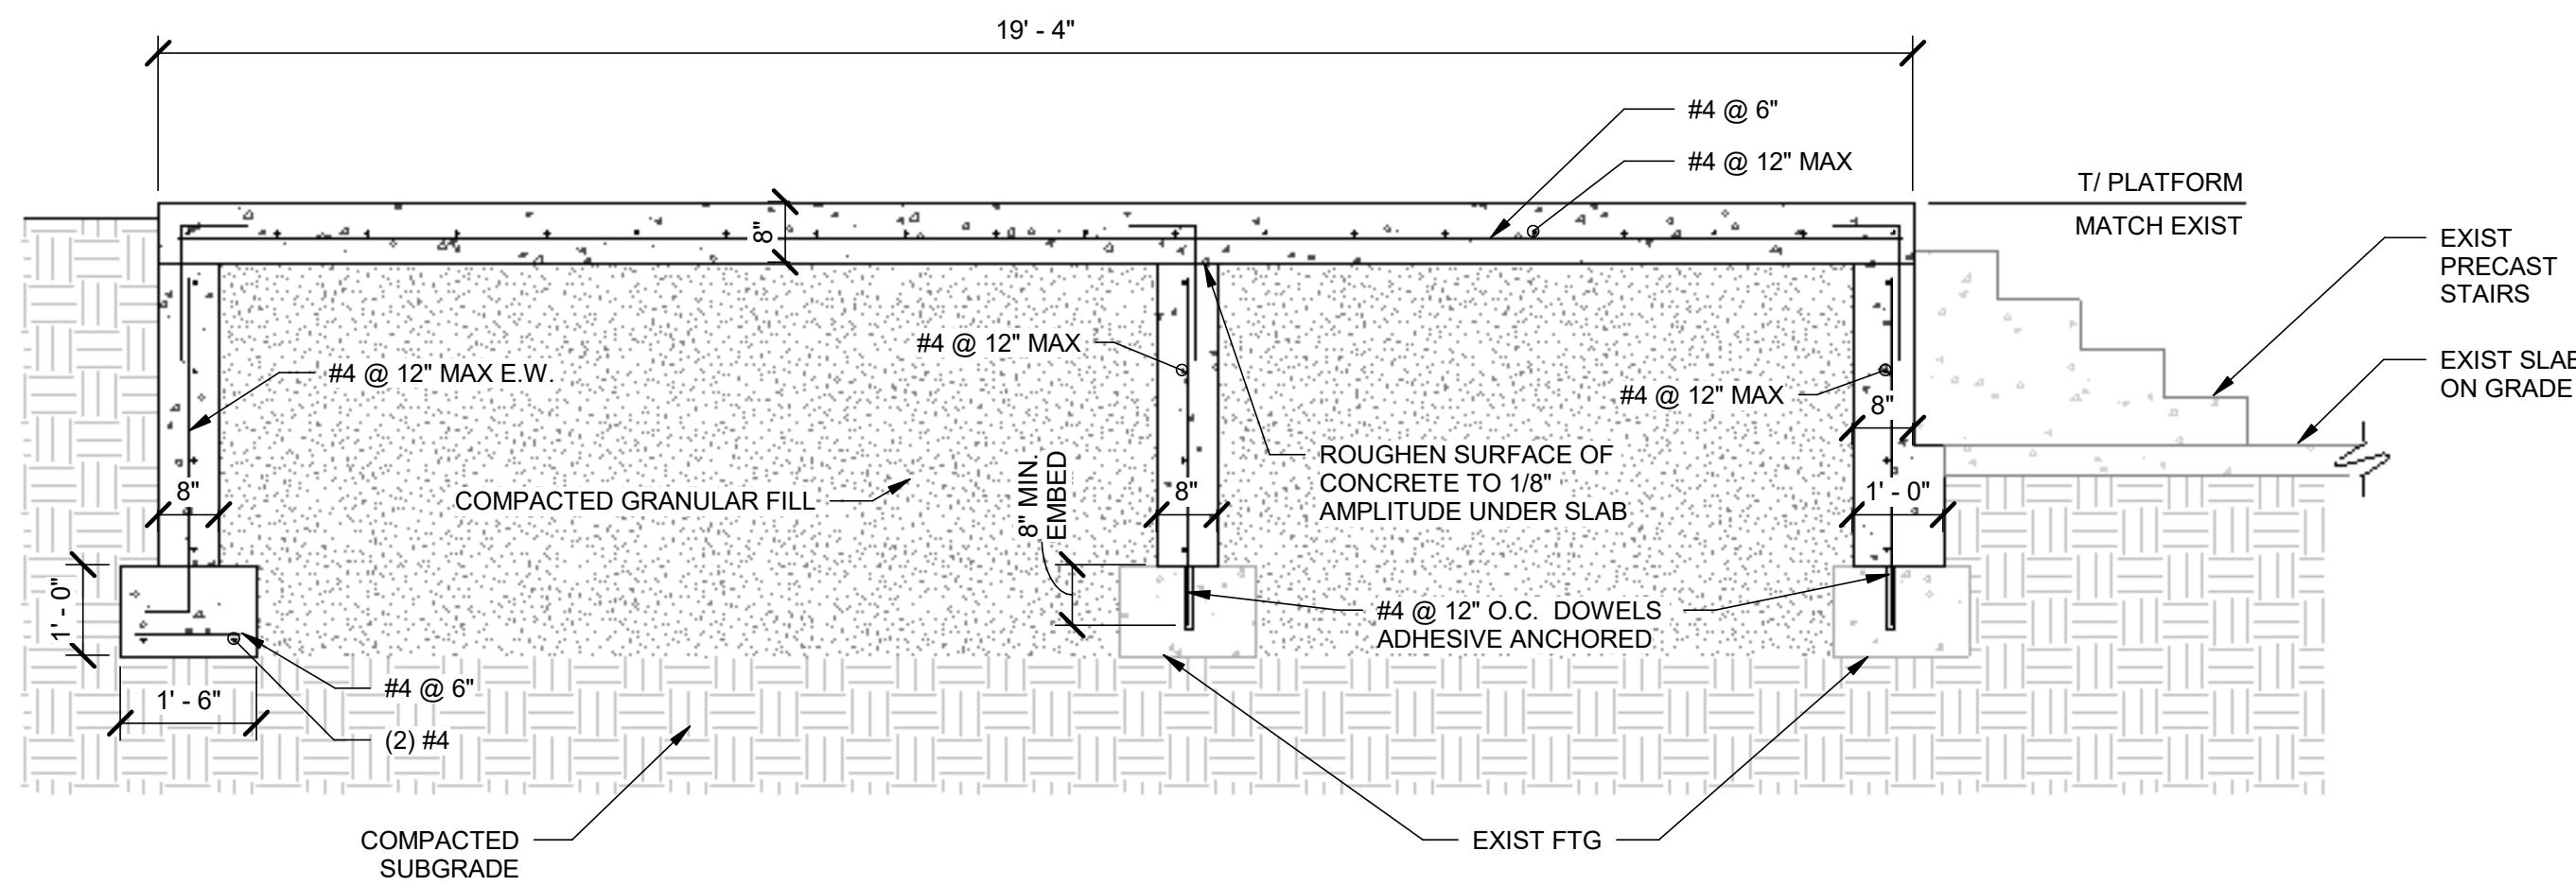 19' - 4"
#4 @ 6"
#4 @ 12" MAX
T/ PLATFORM
MATCH EXIST
8"
EXIST
PRECAST
STAIRS
EXIST SLAB
ON GRADE
#4 @ 12" MAX
#4 @ 12" MAX E.W.
#4 @ 12" MAX
8"
ROUGHEN SURFACE OF
CONCRETE TO 1/8"
AMPLITUDE UNDER SLAB
8"
COMPACTED GRANULAR FILL
8" MIN.
EMBED
8"
1' - 0"
1' - 0"
#4 @ 12" O.C. DOWELS
ADHESIVE ANCHORED
#4 @ 6"
1' - 6"
(2) #4
COMPACTED
SUBGRADE
EXIST FTG